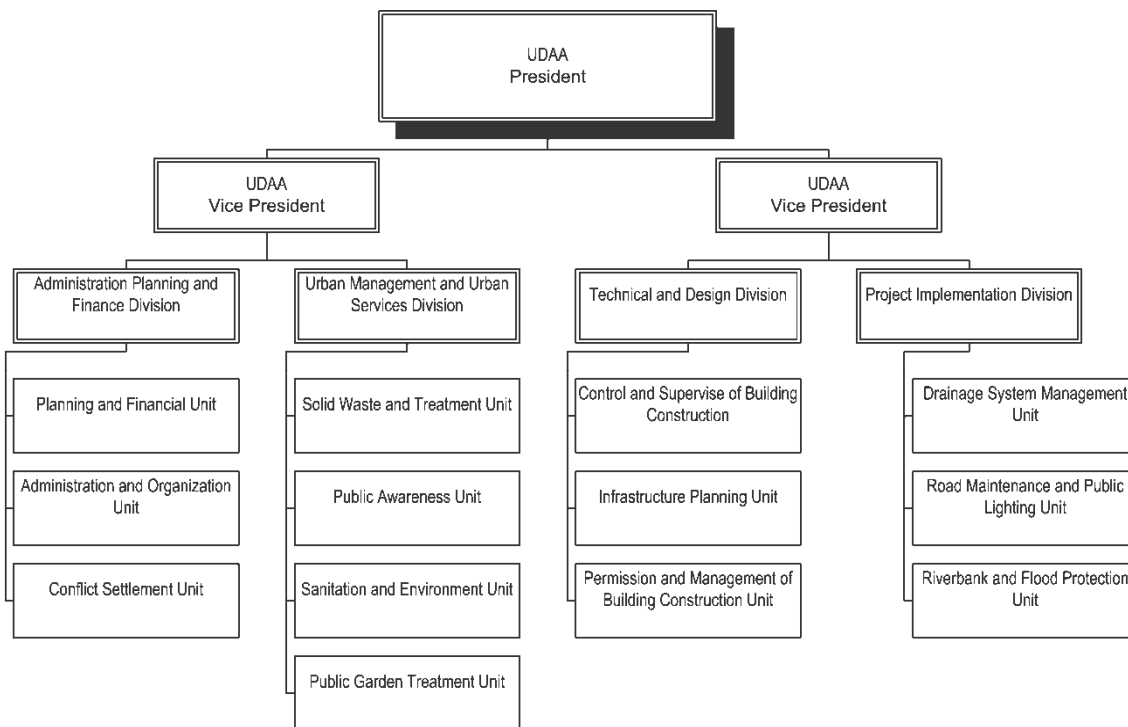 UDAA
President
UDAA
Vice President
UDAA
Vice President
Administration Planning and
Finance Division
Urban Management and Urban
Services Division
Technical and Design Division
Project Implementation Division
Planning and Financial Unit
Solid Waste and Treatment Unit
Control and Supervise of Building
Construction
Drainage System Management
Unit
Administration and Organization
Unit
Public Awareness Unit
Infrastructure Planning Unit
Road Maintenance and Public
Lighting Unit
Conflict Settlement Unit
Sanitation and Environment Unit
Permission and Management of
Building Construction Unit
Riverbank and Flood Protection
Unit
Public Garden Treatment Unit